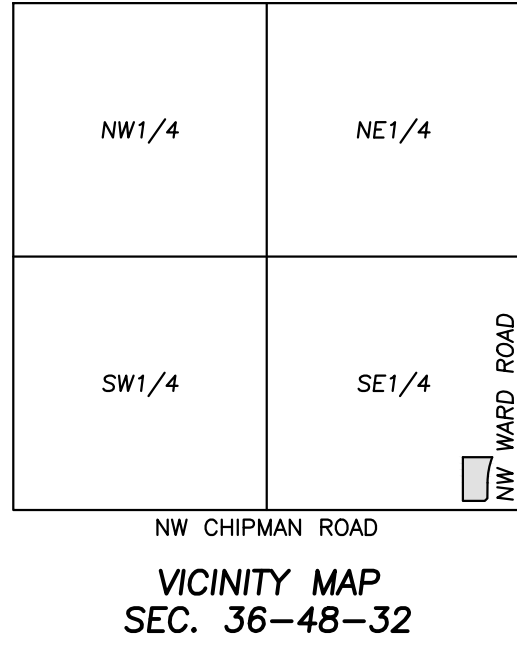 NW1/4
NE1/4
SW1/4
SE1/4
NW WARD ROAD
NW CHIPMAN ROAD
VICINITY MAP
SEC. 36-48-32